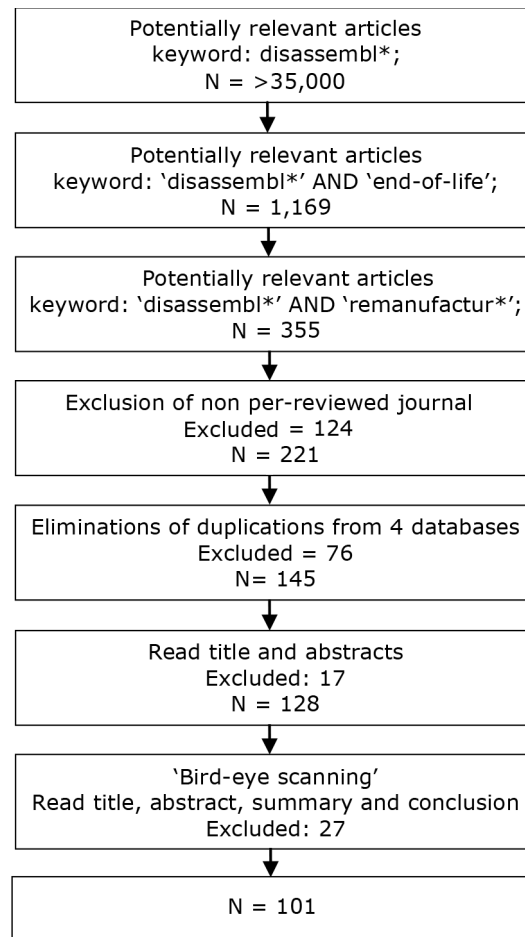 Potentially relevant articles
keyword: disassembl*;
N = >35,000
Potentially relevant articles
keyword: ‘disassembl*’ AND ‘end-of-life’;
N = 1,169
Potentially relevant articles
keyword: ‘disassembl*’ AND ‘remanufactur*’;
N = 355
Exclusion of non per-reviewed journal
Excluded = 124
N = 221
Eliminations of duplications from 4 databases
Excluded = 76
N= 145
Read title and abstracts
Excluded: 17
N = 128
‘Bird-eye scanning’
Read title, abstract, summary and conclusion
Excluded: 27
N = 101